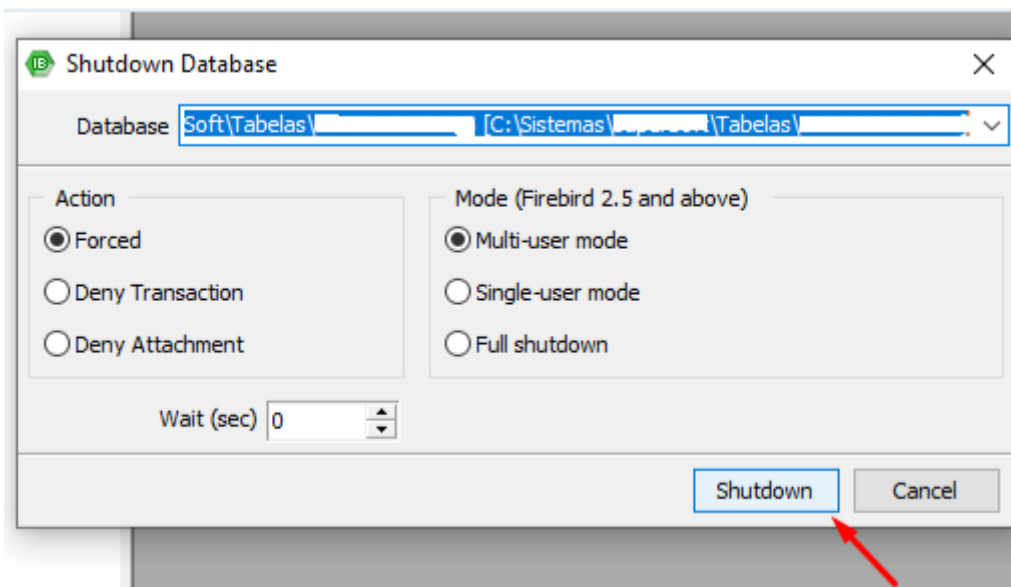 IB Shutdown Database
Database Soft\Tabelas\ [C:\Sistemas\ \Tabelas\
Action
Mode (Firebird 2.5 and above)
Forced
Multi-user mode
Deny Transaction
Single-user mode
Deny Attachment
Full shutdown
Wait (sec) 0
Shutdown
Cancel